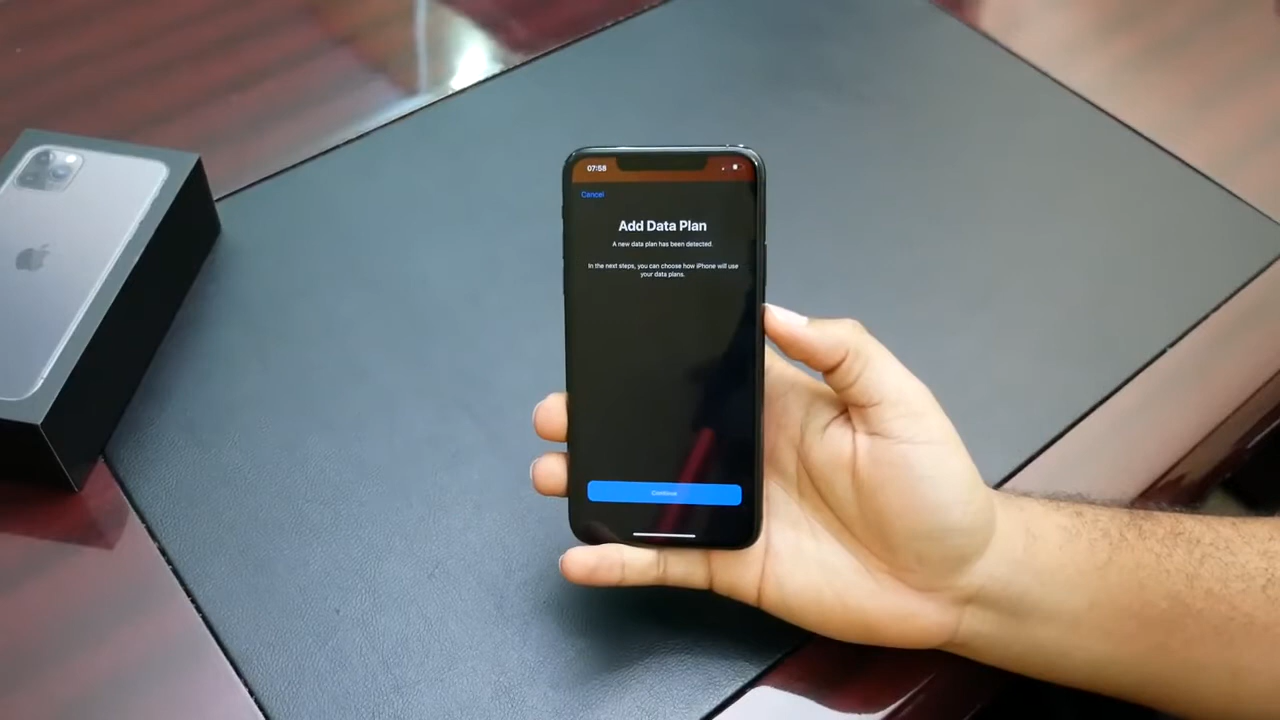 07:58
Cancel
Add Data Plan
A new data plan has been detected.
In the next steps, you can choose how iPhone will use
your data plans.
Continue